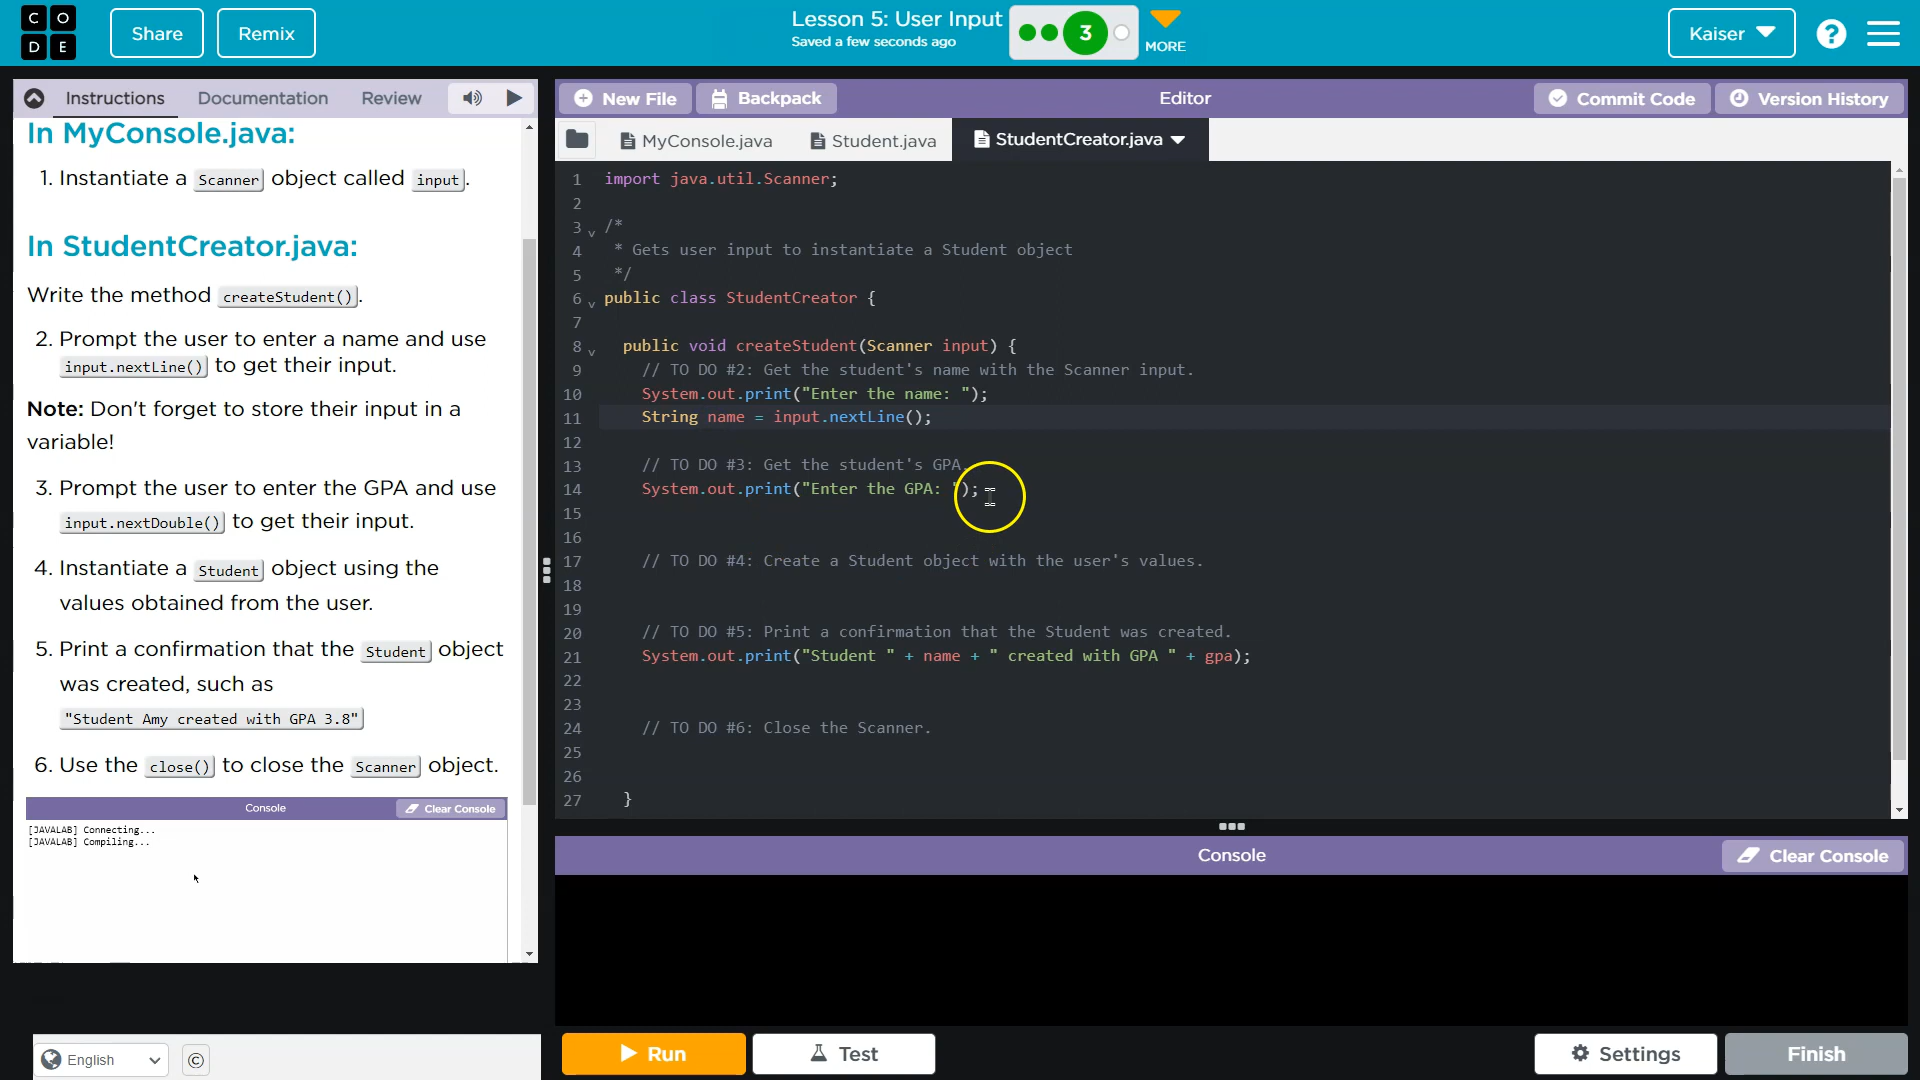 CODE
Share
Remix
Lesson 5: User Input
Saved a few seconds ago
3
MORE
Kaiser
?
Instructions
Documentation
Review
New File
Backpack
Editor
Commit Code
Version History
In MyConsole.java:
1. Instantiate a Scanner object called input.
In StudentCreator.java:
Write the method createStudent().
2. Prompt the user to enter a name and use
input.nextLine() to get their input.
Note: Don't forget to store their input in a
variable!
3. Prompt the user to enter the GPA and use
input.nextDouble() to get their input.
4. Instantiate a Student object using the
values obtained from the user.
5. Print a confirmation that the Student object
was created, such as
"Student Amy created with GPA 3.8"
6. Use the close() to close the Scanner object.
Console
Clear Console
[JAVALAB] Connecting...
[JAVALAB] Compiling...
English
©
MyConsole.java
Student.java
StudentCreator.java
1 import java.util.Scanner;
2
3 /*
4 * Gets user input to instantiate a Student object
5 */
6 public class StudentCreator {
7
8 public void createStudent(Scanner input) {
9 // TO DO #2: Get the student's name with the Scanner input.
10 System.out.print("Enter the name: ");
11 String name = input.nextLine();
12
13 // TO DO #3: Get the student's GPA.
14 System.out.print("Enter the GPA: ");
15
16
17 // TO DO #4: Create a Student object with the user's values.
18
19
20 // TO DO #5: Print a confirmation that the Student was created.
21 System.out.print("Student " + name + " created with GPA " + gpa);
22
23
24 // TO DO #6: Close the Scanner.
25
26
27 }
Console
Clear Console
Run
Test
Settings
Finish